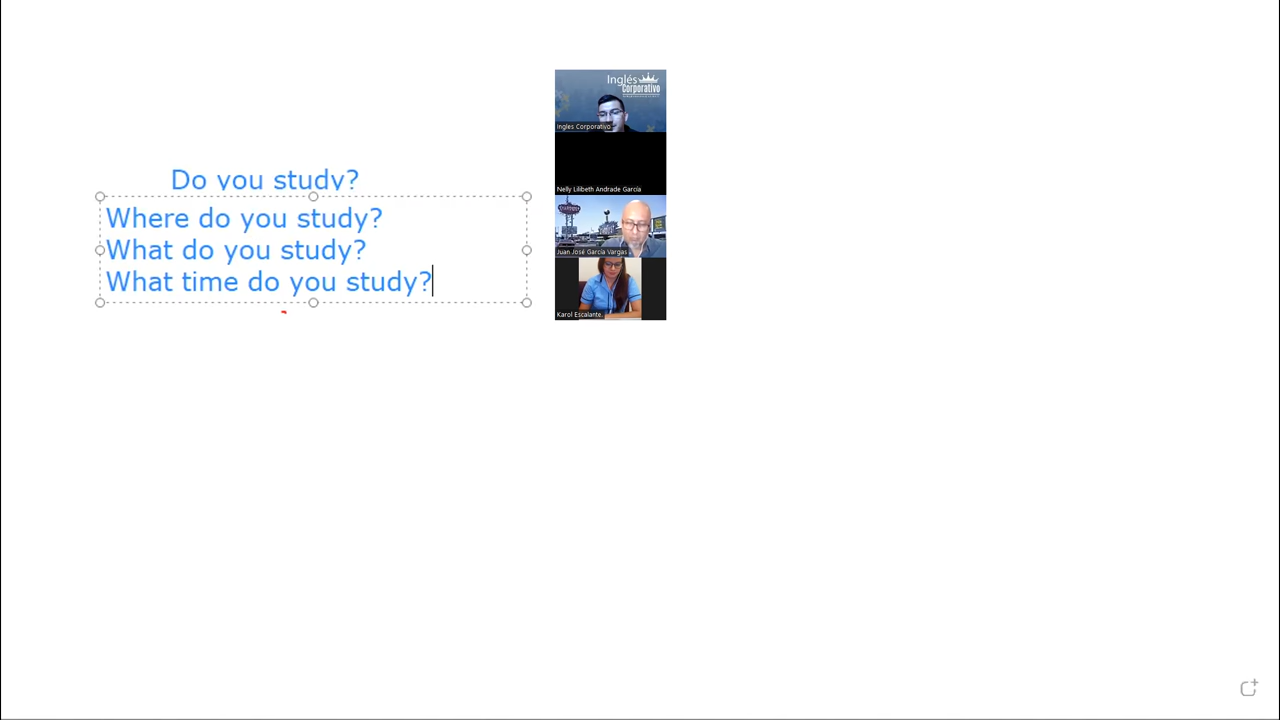 Do you study?
Where do you study?
What do you study?
What time do you study?
Inglés
Corporativo
Ingles Corporativo
Nelly Lilibeth Andrade García
Juan José García Vargas
Karol Escalante.